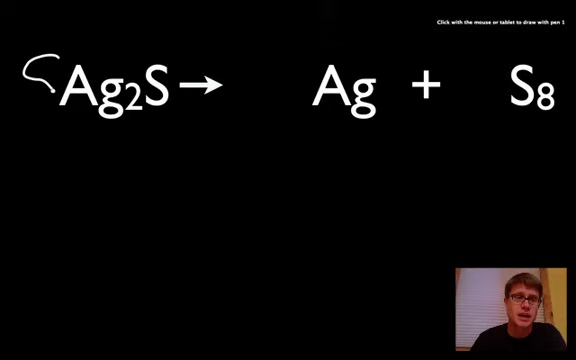 Click with the mouse or tablet to draw with pen 1
Ag₂S → Ag + S₈